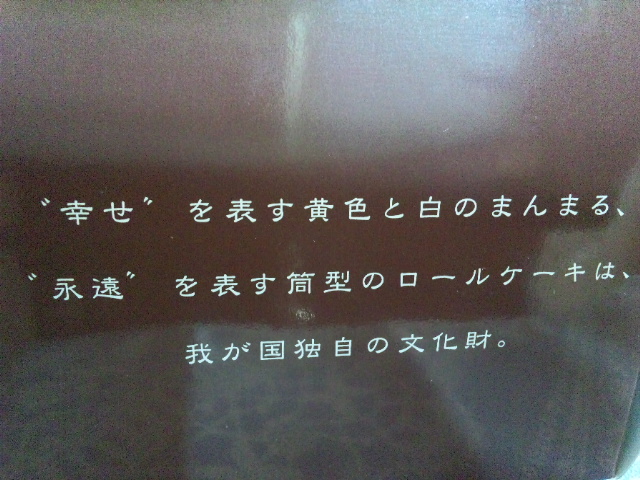 〝幸せ〞を表す黄色と白のまんまる、
〝永遠〞を表す筒型のロールケーキは、
我が国独自の文化財。